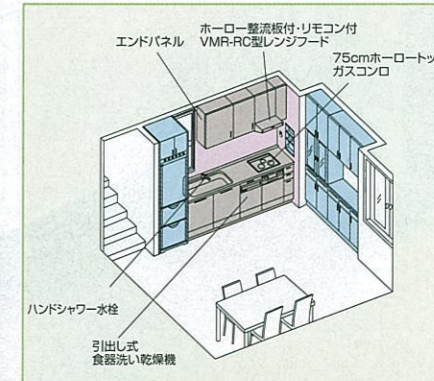 ホーロー整流板付・リモコン付
エンドパネル
VMR-RC型レンジフード
75cmホーロートッ
ガスコンロ
ハンドシャワー水栓
引出し式
食器洗い乾燥機